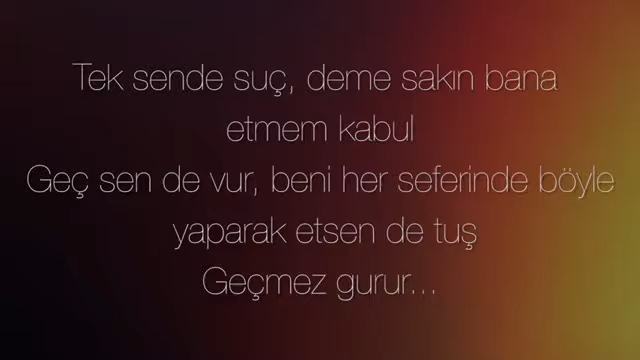 Tek sende suç, deme sakın bana
etmem kabul
Geç sen de vur, beni her seferinde böyle
yaparak etsen de tuş
Geçmez gurur...